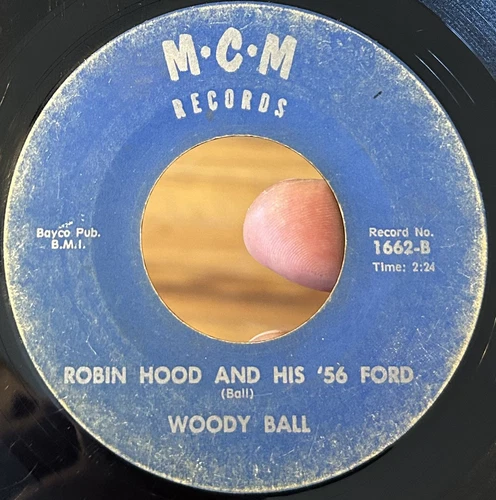 M·C·M
RECORDS
Bayco Pub.
B.M.I.
Record No.
1662-B
Time: 2:24
ROBIN HOOD AND HIS '56 FORD
(Ball)
WOODY BALL